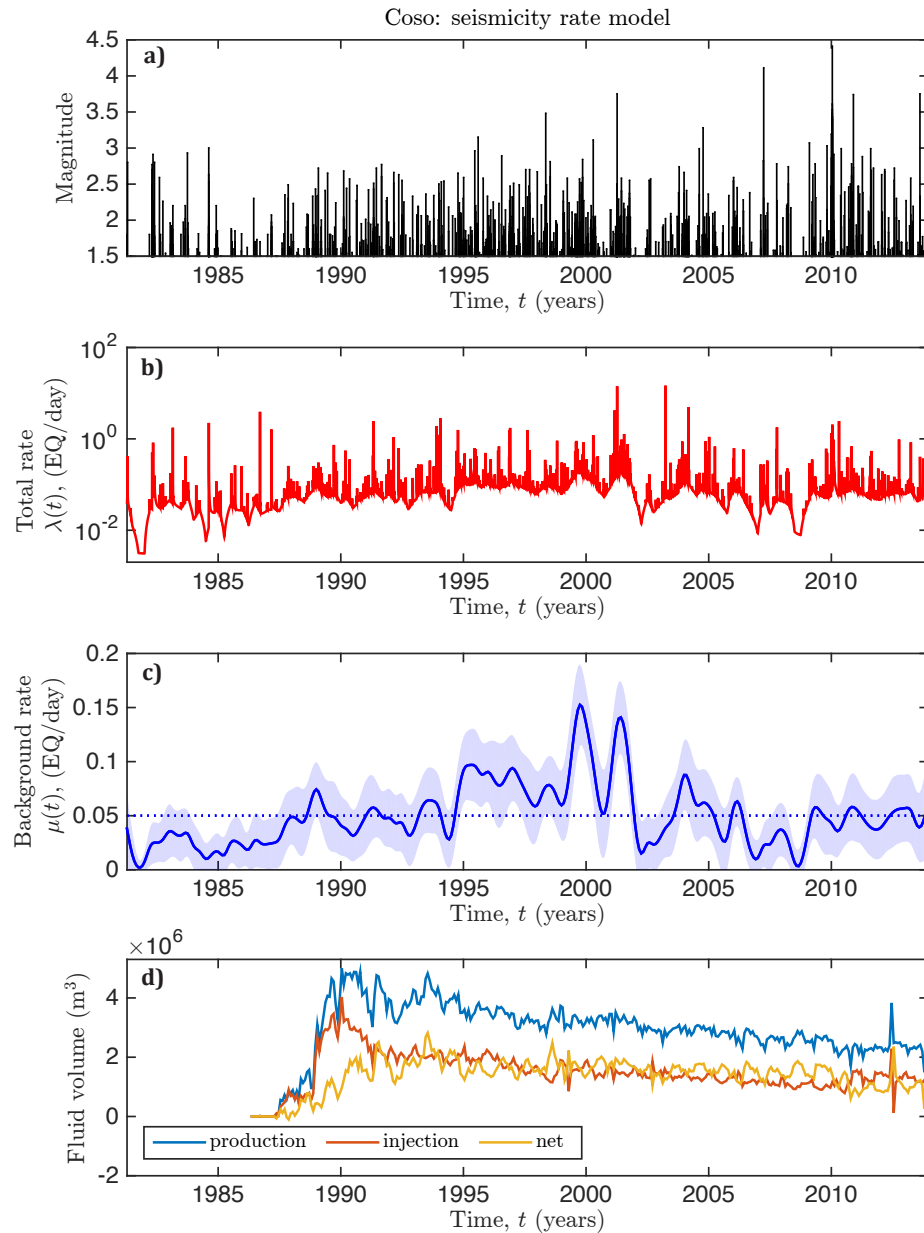 Coso: seismicity rate model
a)
4.5
4
3.5
3
2.5
2
1.5
Magnitude
1985 1990 1995 2000 2005 2010
Time, t (years)
b)
10^2
10^0
10^-2
Total rate
λ(t), (EQ/day)
1985 1990 1995 2000 2005 2010
Time, t (years)
c)
0.2
0.15
0.1
0.05
0
Background rate
μ(t), (EQ/day)
1985 1990 1995 2000 2005 2010
Time, t (years)
×10^6
d)
4
2
0
-2
Fluid volume (m^3)
production injection net
1985 1990 1995 2000 2005 2010
Time, t (years)